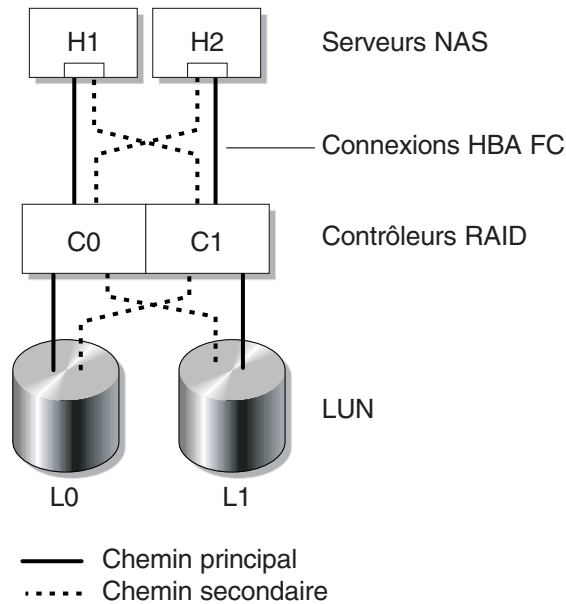 H1 H2 Serveurs NAS
Connexions HBA FC
C0 C1 Contrôleurs RAID
LUN
L0 L1
Chemin principal
Chemin secondaire